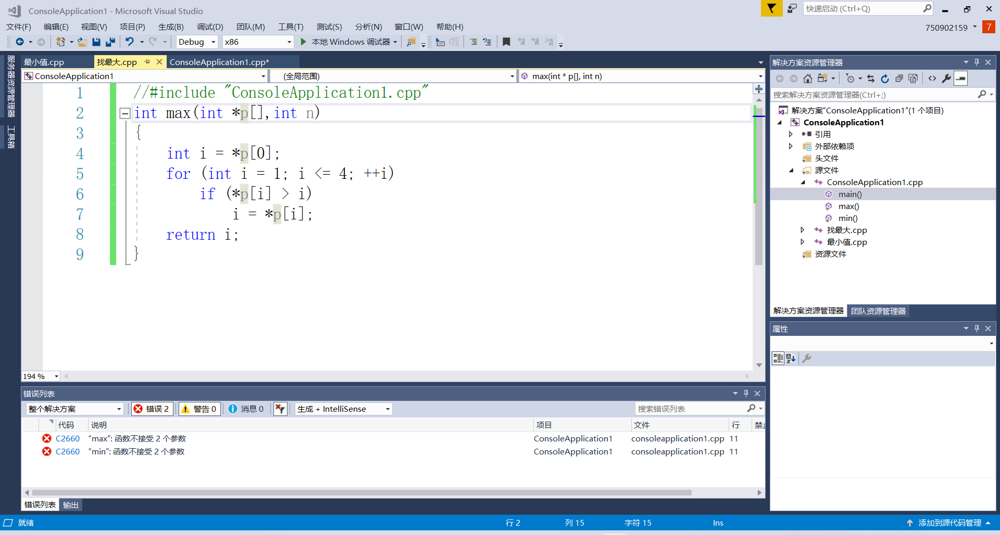 ConsoleApplication1 - Microsoft Visual Studio
快速启动 (Ctrl+Q)
文件(F) 编辑(E) 视图(V) 项目(P) 生成(B) 调试(D) 团队(M) 工具(T) 测试(S) 分析(N) 窗口(W) 帮助(H)
750902159 7
Debug x86 本地 Windows 调试器
服务器资源管理器
工具箱
最小值.cpp 找最大.cpp ConsoleApplication1.cpp*
ConsoleApplication1 (全局范围) max(int * p[], int n)
1 //#include "ConsoleApplication1.cpp"
2 int max(int *p[],int n)
3 {
4 int i = *p[0];
5 for (int i = 1; i <= 4; ++i)
6 if (*p[i] > i)
7 i = *p[i];
8 return i;
9 }
194 %
解决方案资源管理器
搜索解决方案资源管理器(Ctrl+;)
解决方案“ConsoleApplication1”(1 个项目)
ConsoleApplication1
引用
外部依赖项
头文件
源文件
ConsoleApplication1.cpp
main()
max()
min()
找最大.cpp
最小值.cpp
资源文件
解决方案资源管理器 团队资源管理器
属性
错误列表
整个解决方案 错误 2 警告 0 消息 0 生成 + IntelliSense 搜索错误列表
代码 说明 项目 文件 行
C2660 “max”: 函数不接受 2 个参数 ConsoleApplication1 consoleapplication1.cpp 11
C2660 “min”: 函数不接受 2 个参数 ConsoleApplication1 consoleapplication1.cpp 11
错误列表 输出
就绪 行 2 列 15 字符 15 Ins 添加到源代码管理